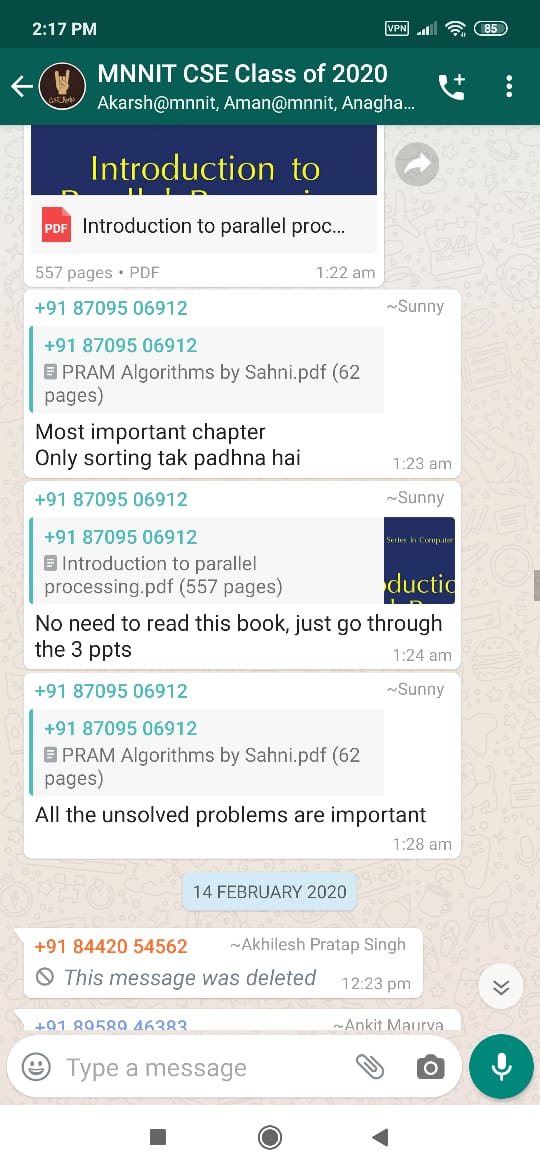 2:17 PM
VPN
85
MNNIT CSE Class of 2020
Akarsh@mnnit, Aman@mnnit, Anagha...
Introduction to
PDF
Introduction to parallel proc...
557 pages • PDF
1:22 am
+91 87095 06912
~Sunny
+91 87095 06912
PRAM Algorithms by Sahni.pdf (62
pages)
Most important chapter
Only sorting tak padhna hai
1:23 am
+91 87095 06912
~Sunny
+91 87095 06912
Introduction to parallel
processing.pdf (557 pages)
Series in Computer
oductic
No need to read this book, just go through
the 3 ppts
1:24 am
+91 87095 06912
~Sunny
+91 87095 06912
PRAM Algorithms by Sahni.pdf (62
pages)
All the unsolved problems are important
1:28 am
14 FEBRUARY 2020
+91 84420 54562
~Akhilesh Pratap Singh
This message was deleted
12:23 pm
+91 89589 46383
~Ankit Maurya
Type a message